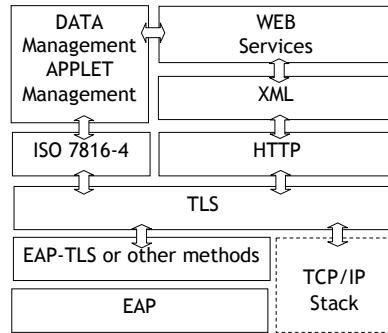 DATA
Management
APPLET
Management
WEB
Services
XML
ISO 7816-4
HTTP
TLS
EAP-TLS or other methods
TCP/IP
Stack
EAP